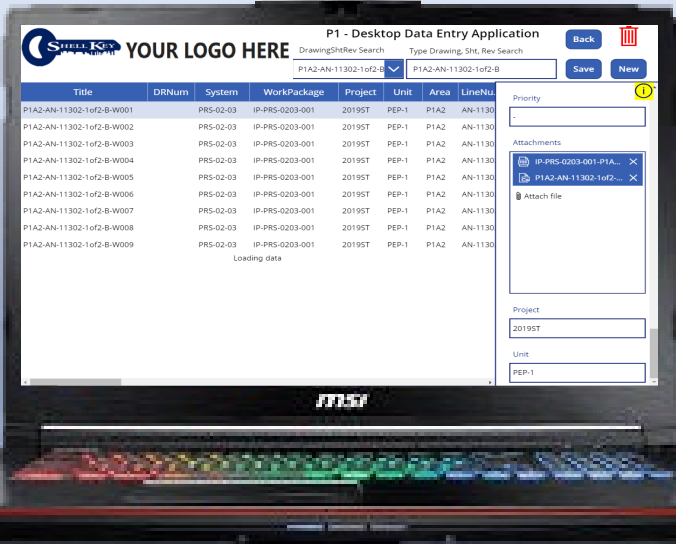 P1 - Desktop Data Entry Application
SHELL KEY
YOUR LOGO HERE
DrawingShtRev Search
Type Drawing, Sht, Rev Search
Back
P1A2-AN-11302-1of2-B
P1A2-AN-11302-1of2-B
Save
New
Title DRNum System WorkPackage Project Unit Area LineNu
P1A2-AN-11302-1of2-B-W001 PRS-02-03 IP-PRS-0203-001 2019ST PEP-1 P1A2 AN-1130
P1A2-AN-11302-1of2-B-W002 PRS-02-03 IP-PRS-0203-001 2019ST PEP-1 P1A2 AN-1130
P1A2-AN-11302-1of2-B-W003 PRS-02-03 IP-PRS-0203-001 2019ST PEP-1 P1A2 AN-1130
P1A2-AN-11302-1of2-B-W004 PRS-02-03 IP-PRS-0203-001 2019ST PEP-1 P1A2 AN-1130
P1A2-AN-11302-1of2-B-W005 PRS-02-03 IP-PRS-0203-001 2019ST PEP-1 P1A2 AN-1130
P1A2-AN-11302-1of2-B-W006 PRS-02-03 IP-PRS-0203-001 2019ST PEP-1 P1A2 AN-1130
P1A2-AN-11302-1of2-B-W007 PRS-02-03 IP-PRS-0203-001 2019ST PEP-1 P1A2 AN-1130
P1A2-AN-11302-1of2-B-W008 PRS-02-03 IP-PRS-0203-001 2019ST PEP-1 P1A2 AN-1130
P1A2-AN-11302-1of2-B-W009 PRS-02-03 IP-PRS-0203-001 2019ST PEP-1 P1A2 AN-1130
Loading data
i
Priority
-
Attachments
IP-PRS-0203-001-P1A...
P1A2-AN-11302-1of2-...
Attach file
Project
2019ST
Unit
PEP-1
msi